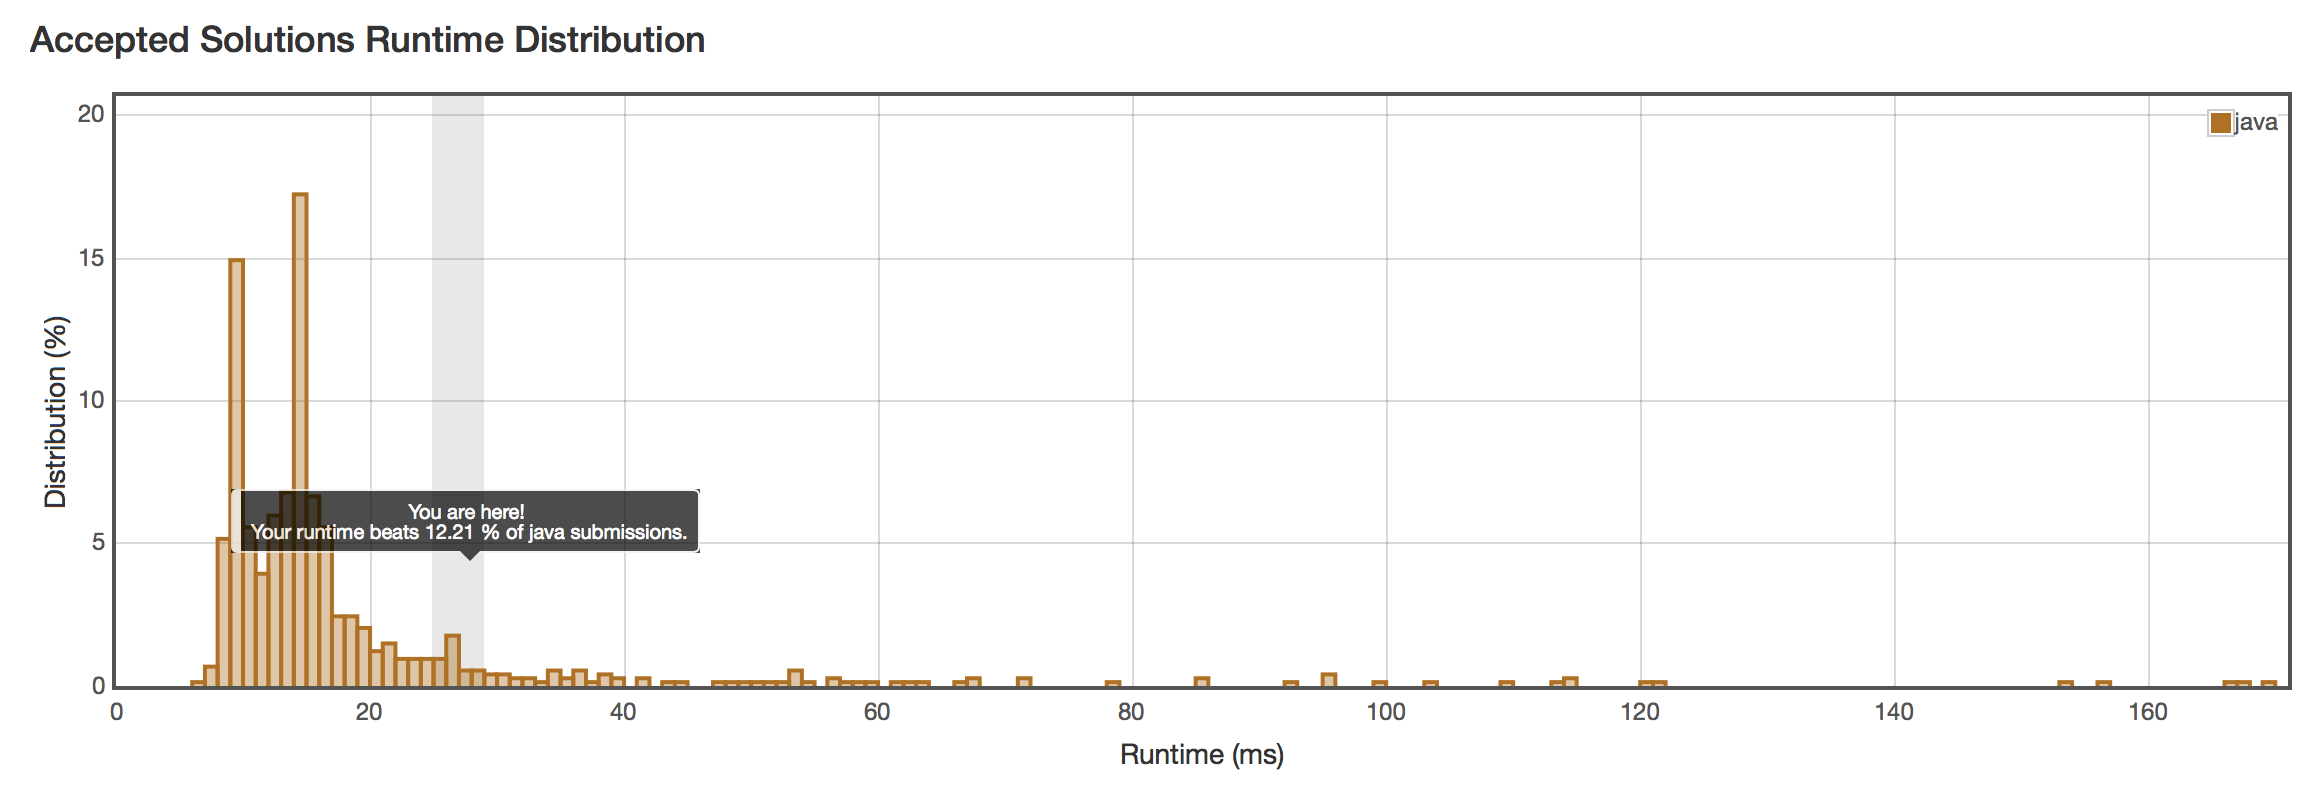 Accepted Solutions Runtime Distribution
20
java
15
10
5
0
Distribution (%)
You are here!
Your runtime beats 12.21 % of java submissions.
0 20 40 60 80 100 120 140 160
Runtime (ms)